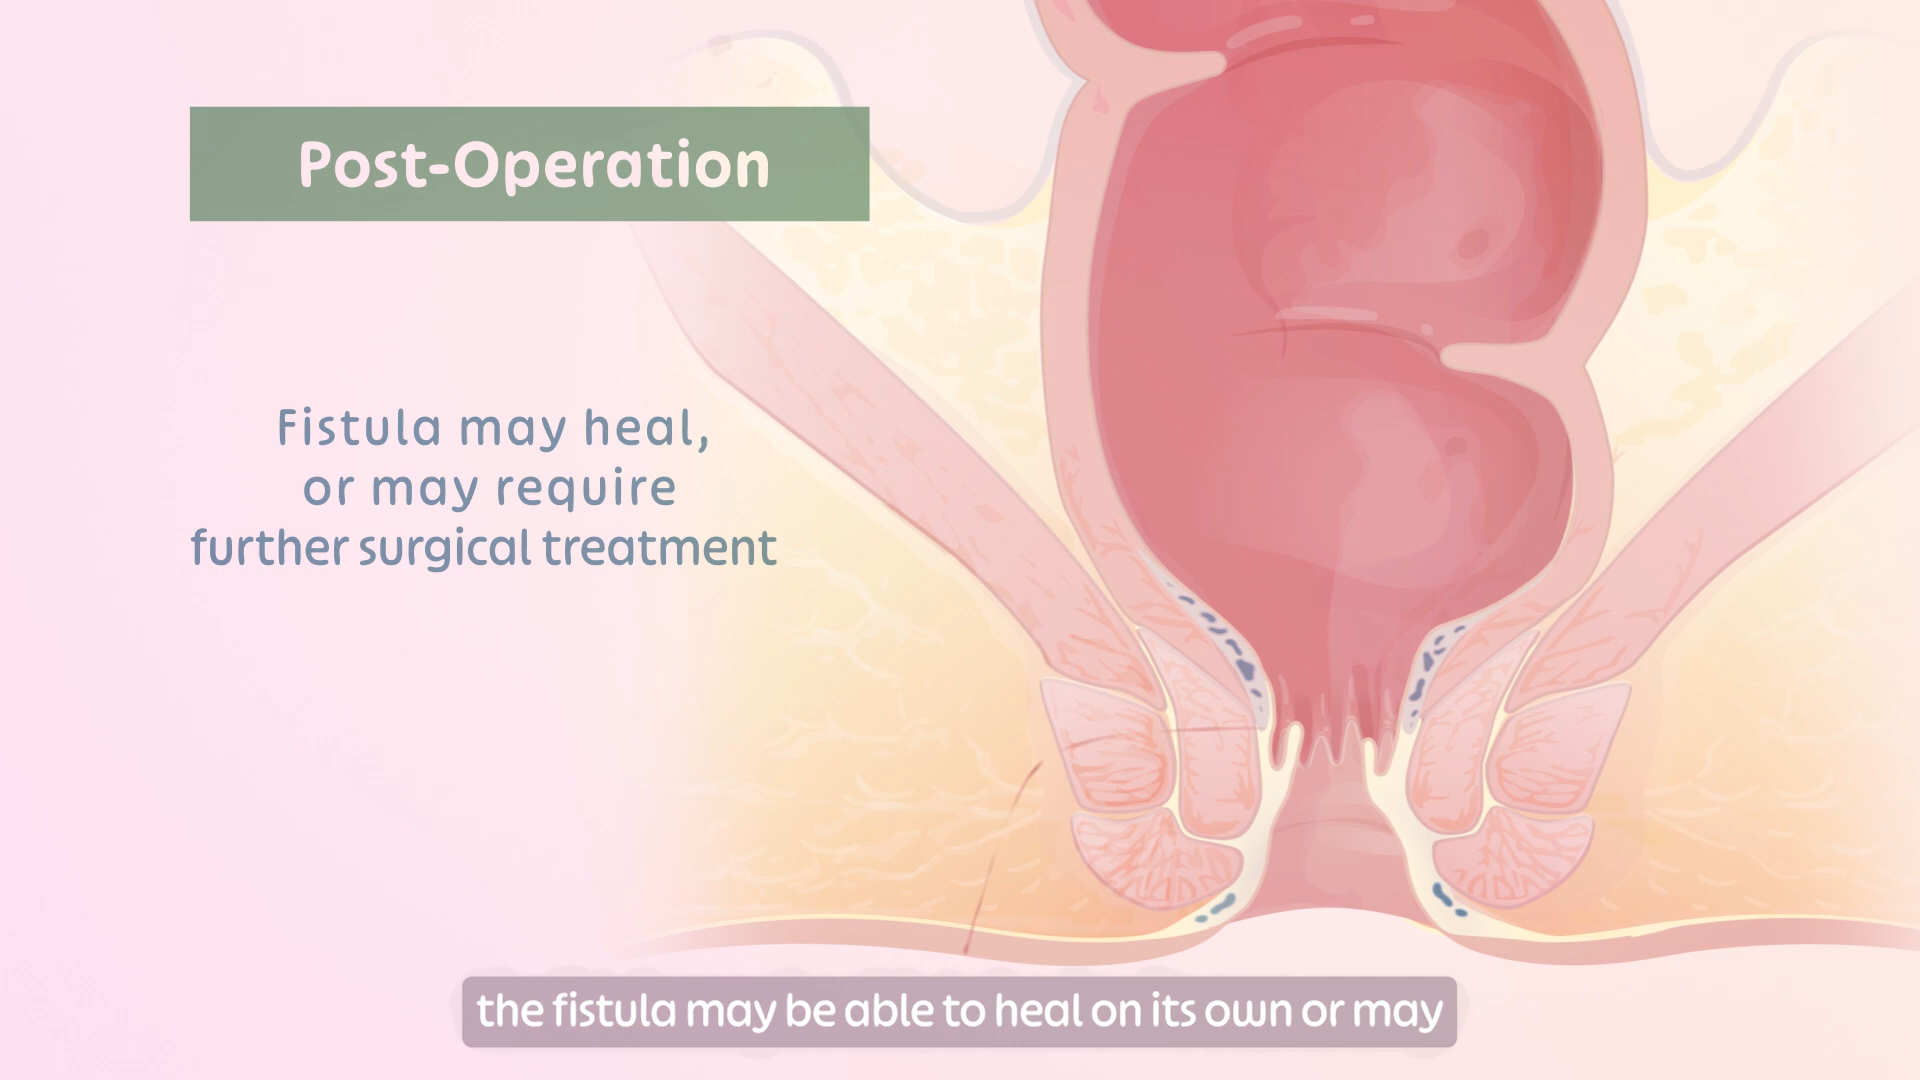 Post-Operation
Fistula may heal,
or may require
further surgical treatment
the fistula may be able to heal on its own or may